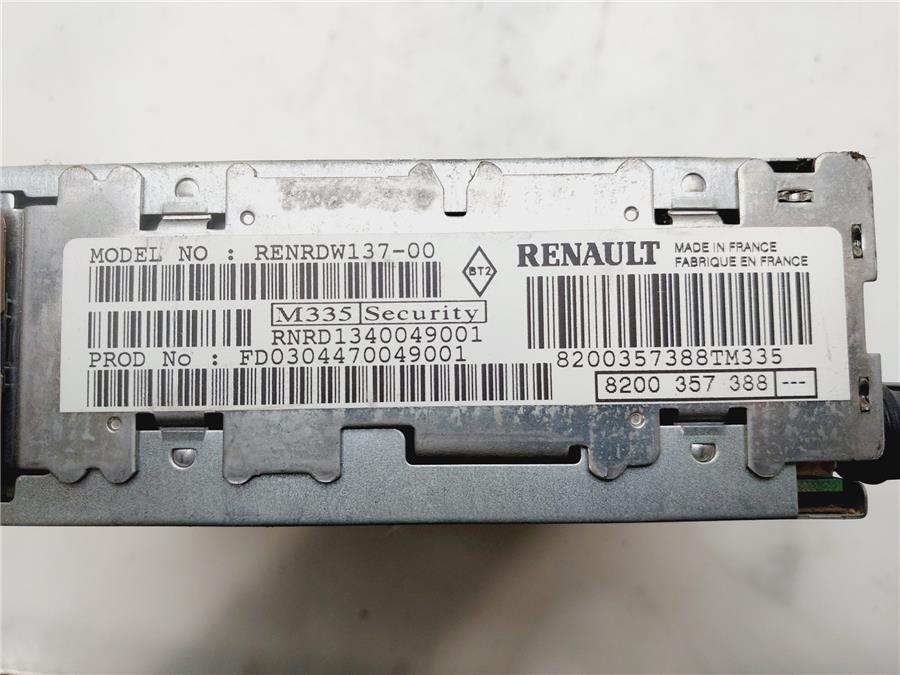 MODEL NO : RENRDW137-00
BT2
RENAULT
MADE IN FRANCE
FABRIQUE EN FRANCE
M335 Security
RNRD1340049001
PROD No : FD0304470049001
8200357388TM335
8200 357 388 ---